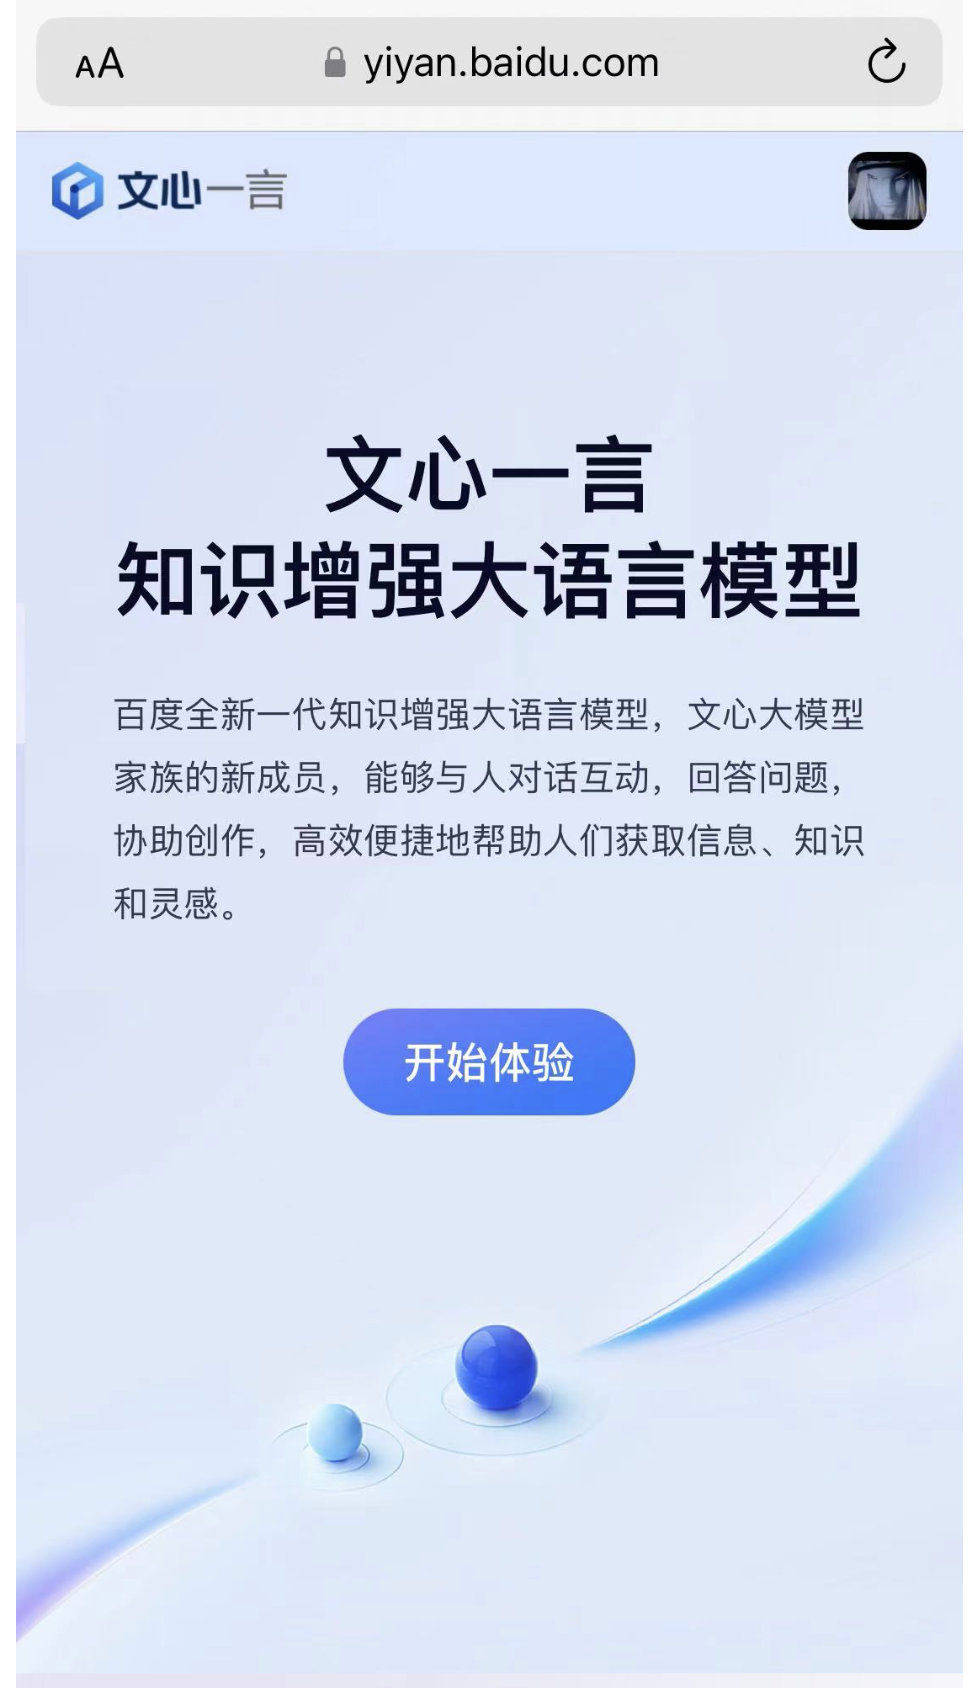 AA
yiyan.baidu.com
文心一言
文心一言
知识增强大语言模型
百度全新一代知识增强大语言模型，文心大模型
家族的新成员，能够与人对话互动，回答问题，
协助创作，高效便捷地帮助人们获取信息、知识
和灵感。
开始体验